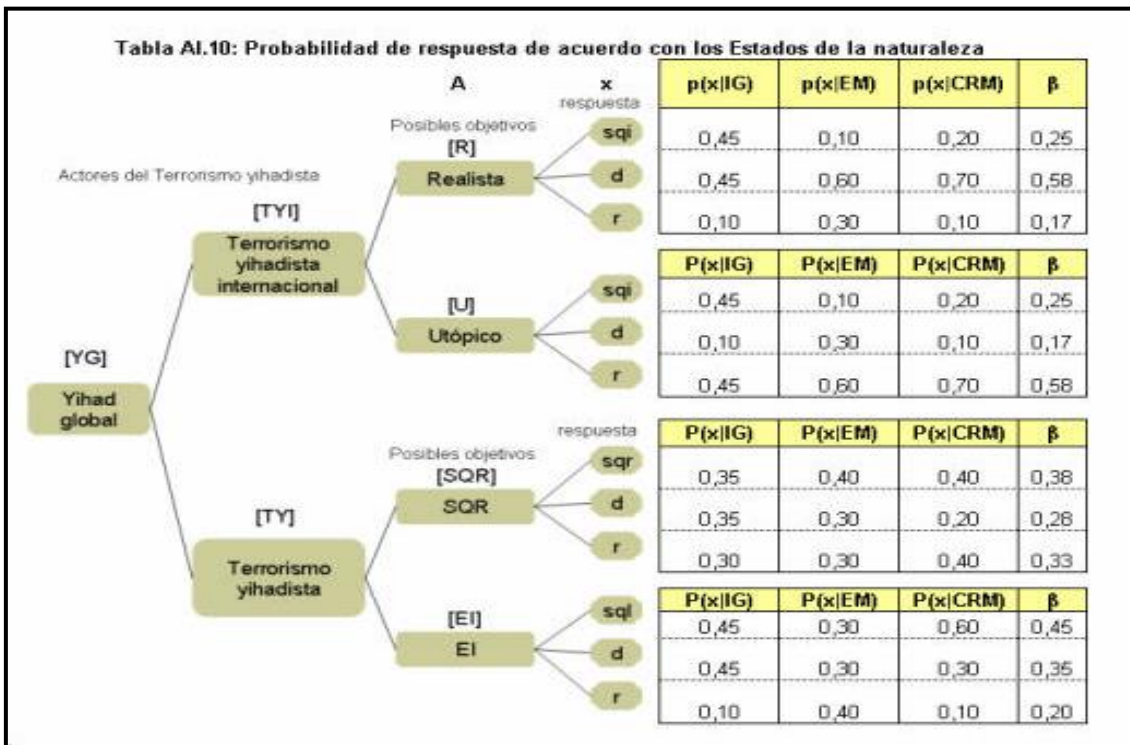 Tabla AI.10: Probabilidad de respuesta de acuerdo con los Estados de la naturaleza
A
x
respuesta
p(x|IG) p(x|EM) p(x|CRM) β
Posibles objetivos
[R]
Realista
sqi
0,45 0,10 0,20 0,25
d
0,45 0,60 0,70 0,58
r
0,10 0,30 0,10 0,17
Actores del Terrorismo yihadista
[TYI]
Terrorismo
yihadista
internacional
[U]
Utópico
P(x|IG) P(x|EM) P(x|CRM) β
sqi
0,45 0,10 0,20 0,25
d
0,10 0,30 0,10 0,17
r
0,45 0,60 0,70 0,58
[YG]
Yihad
global
respuesta
Posibles objetivos
[SQR]
SQR
P(x|IG) P(x|EM) P(x|CRM) β
sqr
0,35 0,40 0,40 0,38
d
0,35 0,30 0,20 0,28
r
0,30 0,30 0,40 0,33
[TY]
Terrorismo
yihadista
[EI]
EI
P(x|IG) P(x|EM) P(x|CRM) β
sql
0,45 0,30 0,60 0,45
d
0,45 0,30 0,30 0,35
r
0,10 0,40 0,10 0,20